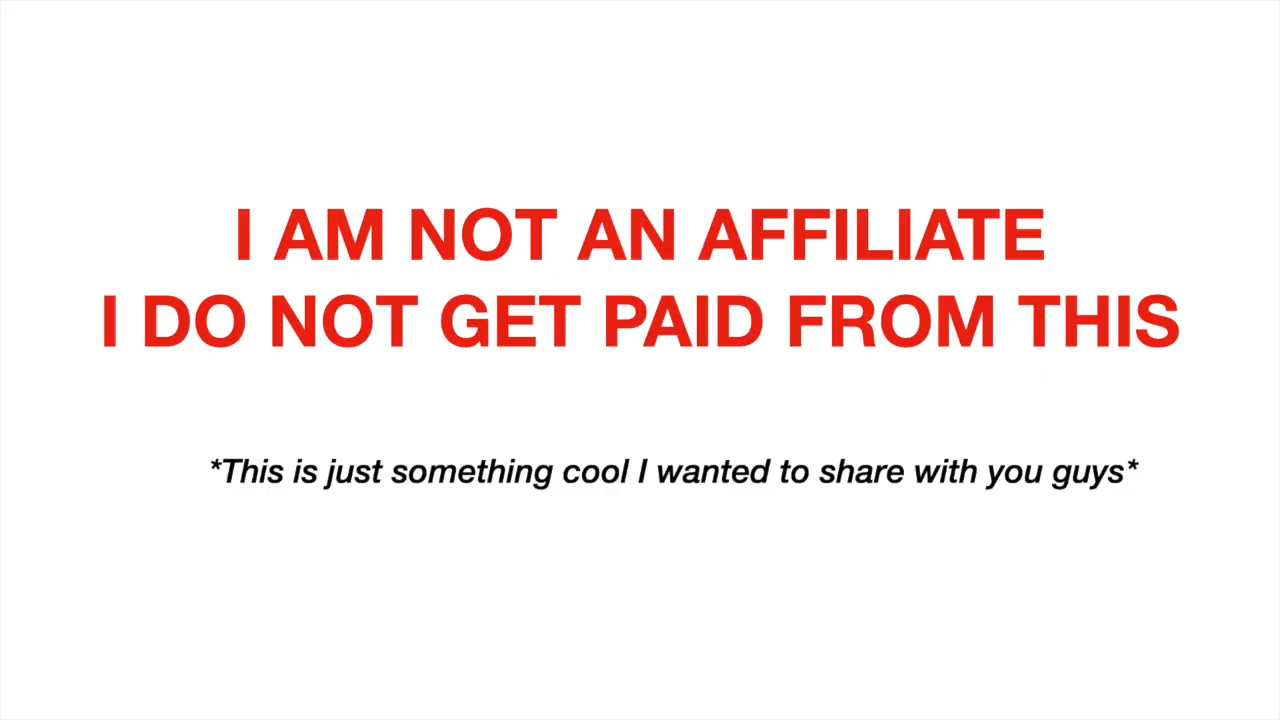 I AM NOT AN AFFILIATE
I DO NOT GET PAID FROM THIS
*This is just something cool I wanted to share with you guys*